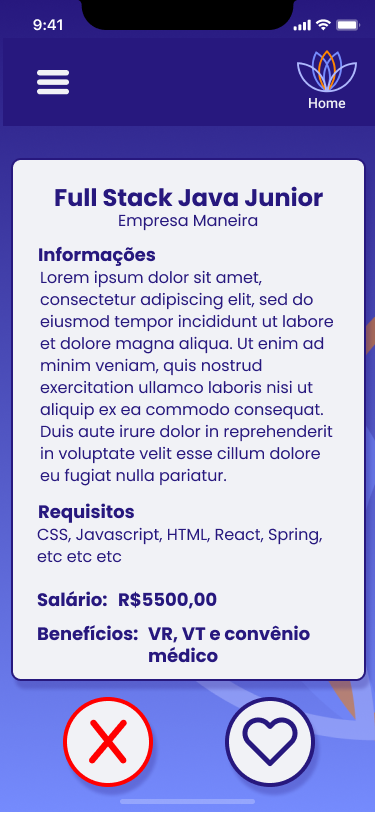 9:41
Home
Full Stack Java Junior
Empresa Maneira
Informações
Lorem ipsum dolor sit amet,
consectetur adipiscing elit, sed do
eiusmod tempor incididunt ut labore
et dolore magna aliqua. Ut enim ad
minim veniam, quis nostrud
exercitation ullamco laboris nisi ut
aliquip ex ea commodo consequat.
Duis aute irure dolor in reprehenderit
in voluptate velit esse cillum dolore
eu fugiat nulla pariatur.
Requisitos
CSS, Javascript, HTML, React, Spring,
etc etc etc
Salário: R$5500,00
Benefícios: VR, VT e convênio
médico